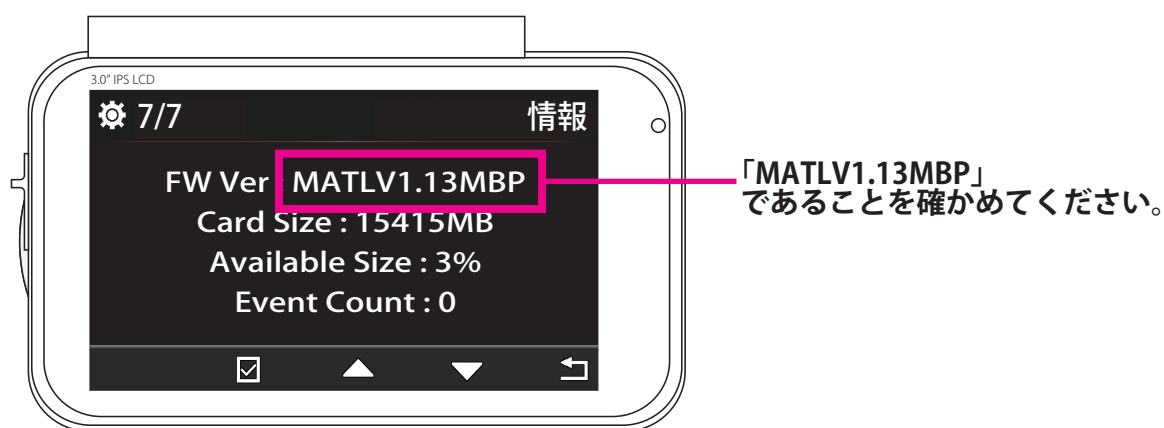 3.0" IPS LCD
7/7 情報
FW Ver MATLV1.13MBP
Card Size : 15415MB
Available Size : 3%
Event Count : 0
「MATLV1.13MBP」
であることを確かめてください。